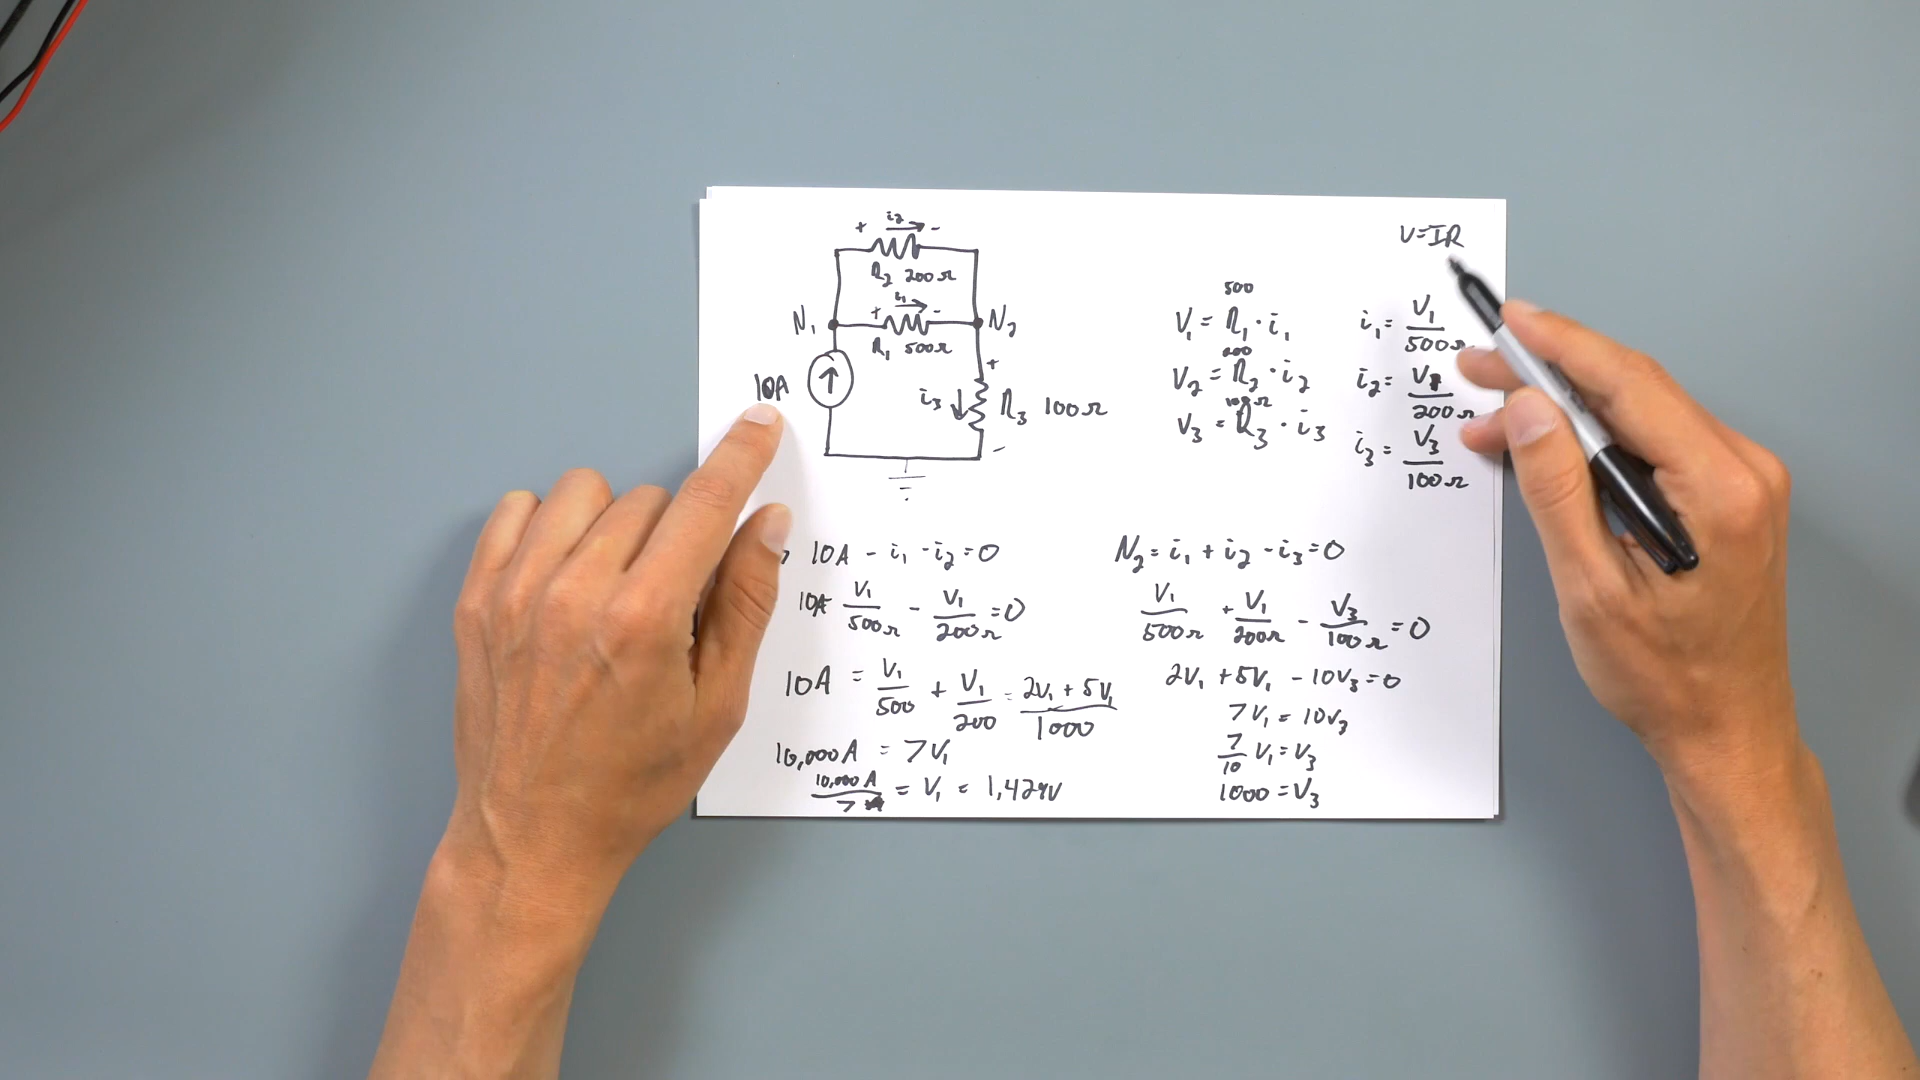 i2
+ -
R2 200Ω
i1
N1 + - N2
R1 500Ω
+
10A
i3 R3 100Ω
-
V=IR
500
V1 = R1 · i1
200
V2 = R2 · i2
100Ω
V3 = R3 · i3
i1 = V1/500Ω
i2 = V1/200Ω
i3 = V3/100Ω
10A - i1 - i2 = 0
10A V1/500Ω - V1/200Ω = 0
10A = V1/500 + V1/200 = 2V1 + 5V1/1000
10,000A = 7V1
10,000A/7 = V1 = 1,429V
N2 = i1 + i2 - i3 = 0
V1/500Ω + V1/200Ω - V3/100Ω = 0
2V1 + 5V1 - 10V3 = 0
7V1 = 10V3
7/10 V1 = V3
1000 = V3